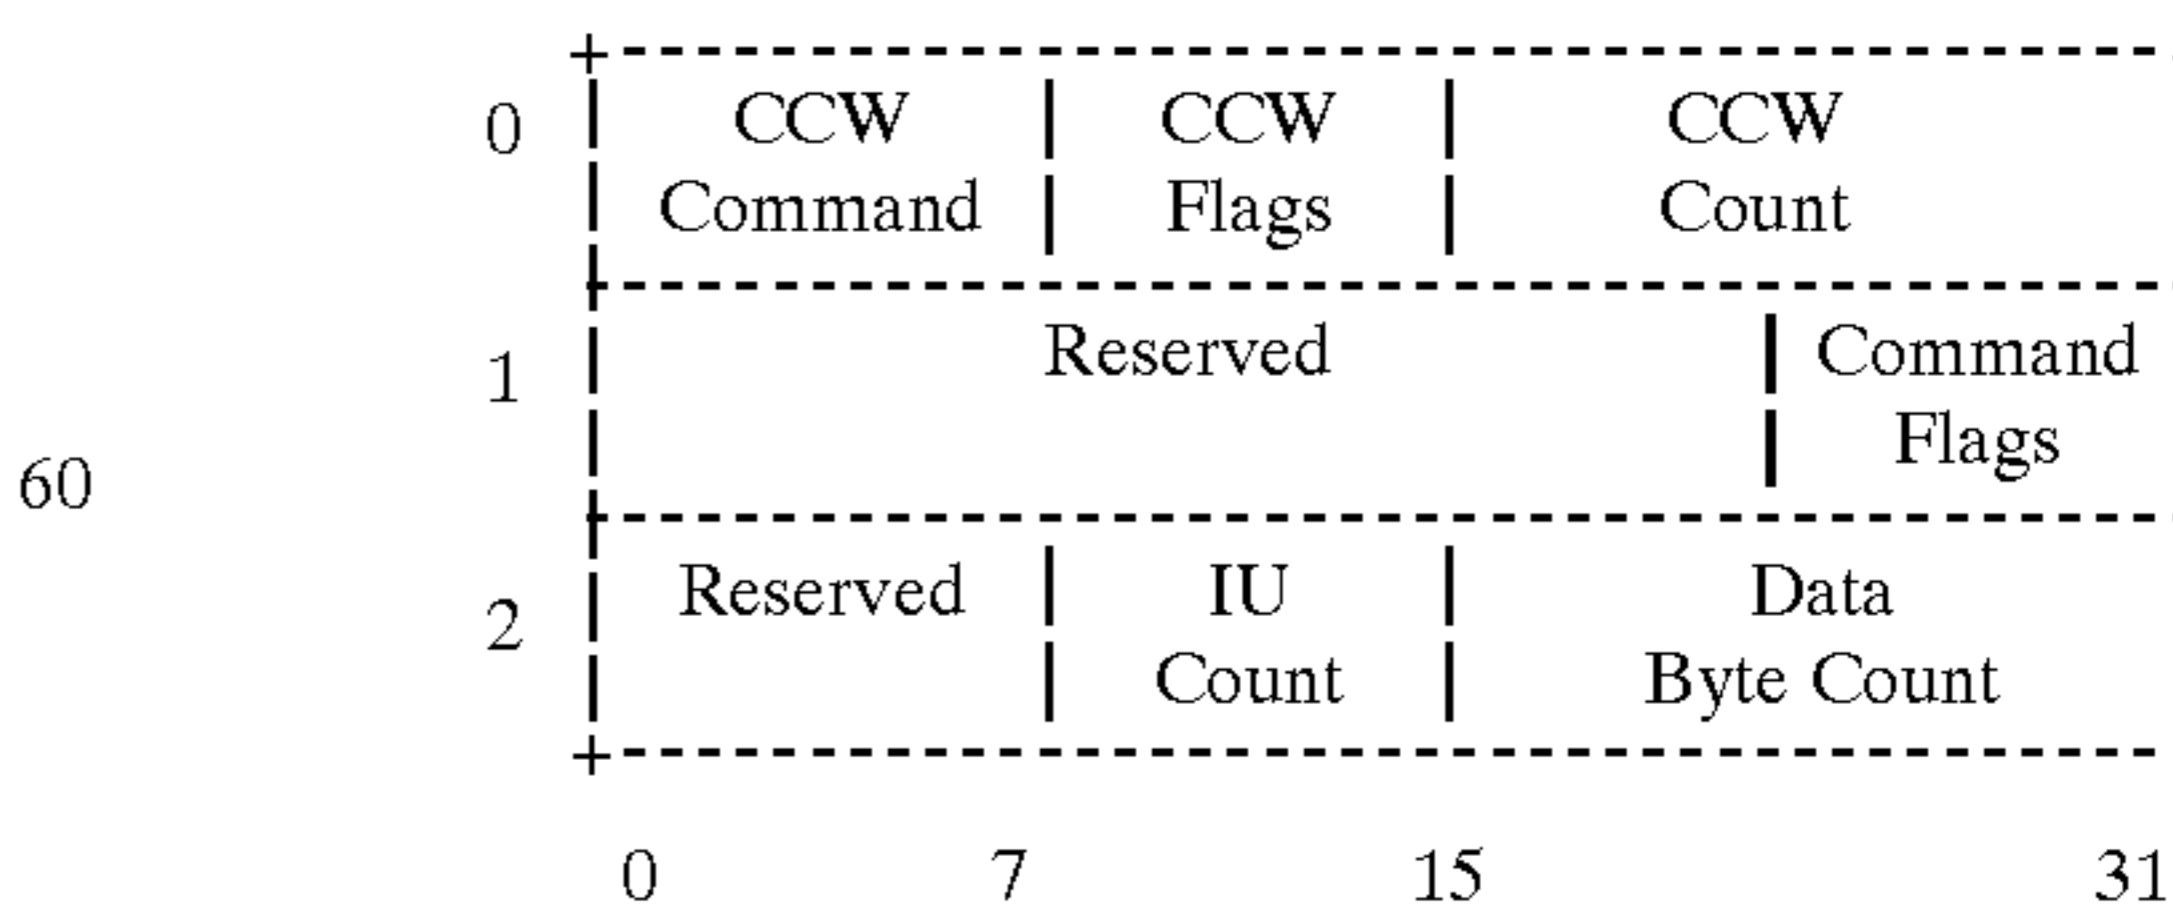 0 CCW CCW CCW
Command Flags Count
1 Reserved Command
Flags
60
2 Reserved IU Data
Count Byte Count
0 7 15 31